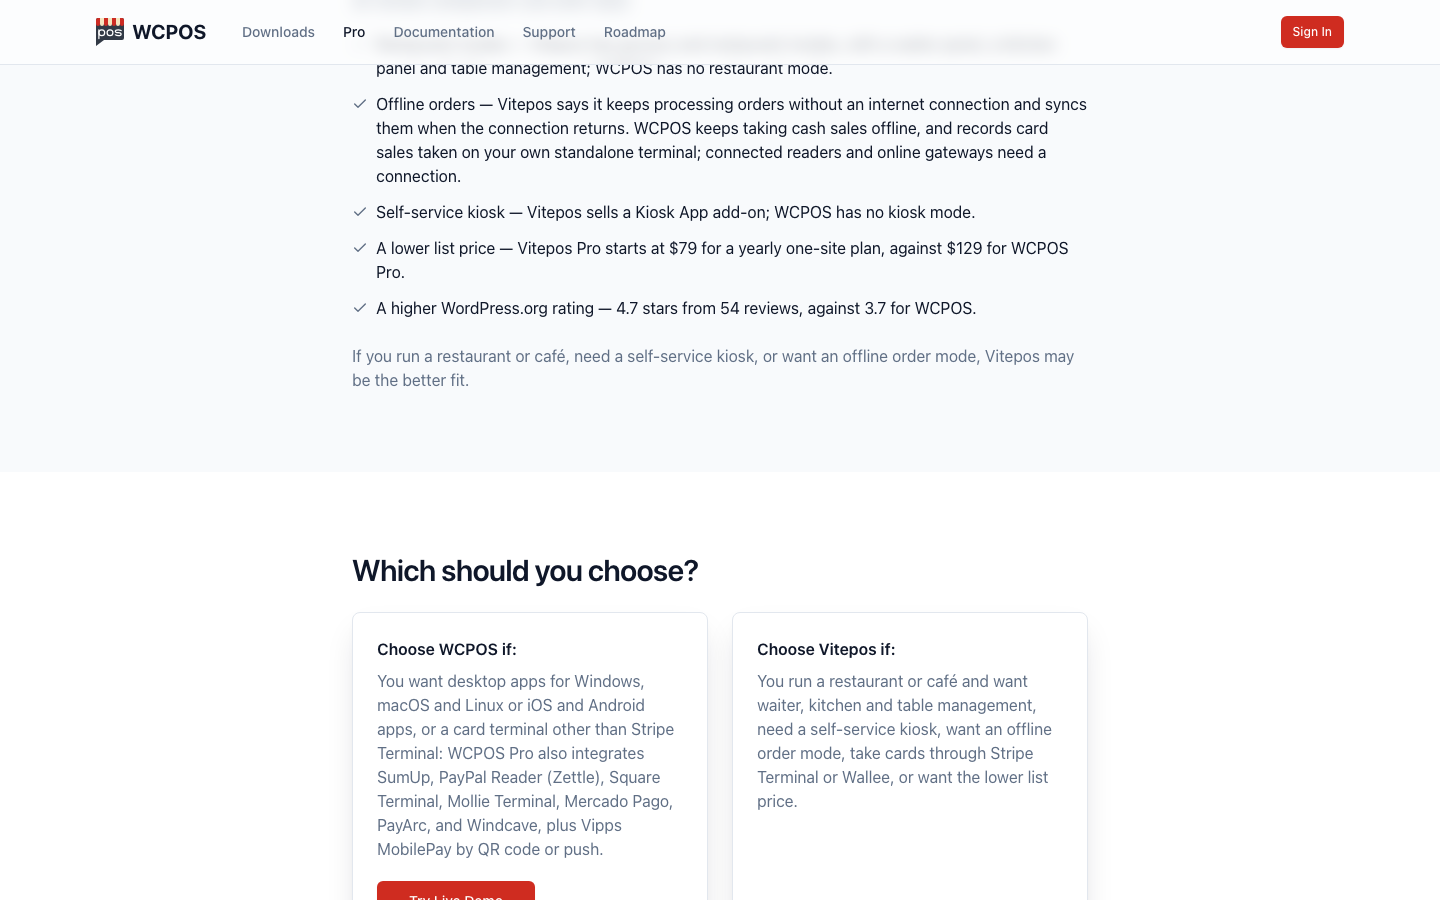 pos WCPOS Downloads Pro Documentation Support Roadmap Sign In
panel and table management; WCPOS has no restaurant mode.
Offline orders — Vitepos says it keeps processing orders without an internet connection and syncs
them when the connection returns. WCPOS keeps taking cash sales offline, and records card
sales taken on your own standalone terminal; connected readers and online gateways need a
connection.
Self-service kiosk — Vitepos sells a Kiosk App add-on; WCPOS has no kiosk mode.
A lower list price — Vitepos Pro starts at $79 for a yearly one-site plan, against $129 for WCPOS
Pro.
A higher WordPress.org rating — 4.7 stars from 54 reviews, against 3.7 for WCPOS.
If you run a restaurant or café, need a self-service kiosk, or want an offline order mode, Vitepos may
be the better fit.
Which should you choose?
Choose WCPOS if:
You want desktop apps for Windows,
macOS and Linux or iOS and Android
apps, or a card terminal other than Stripe
Terminal: WCPOS Pro also integrates
SumUp, PayPal Reader (Zettle), Square
Terminal, Mollie Terminal, Mercado Pago,
PayArc, and Windcave, plus Vipps
MobilePay by QR code or push.
Try Live Demo
Choose Vitepos if:
You run a restaurant or café and want
waiter, kitchen and table management,
need a self-service kiosk, want an offline
order mode, take cards through Stripe
Terminal or Wallee, or want the lower list
price.